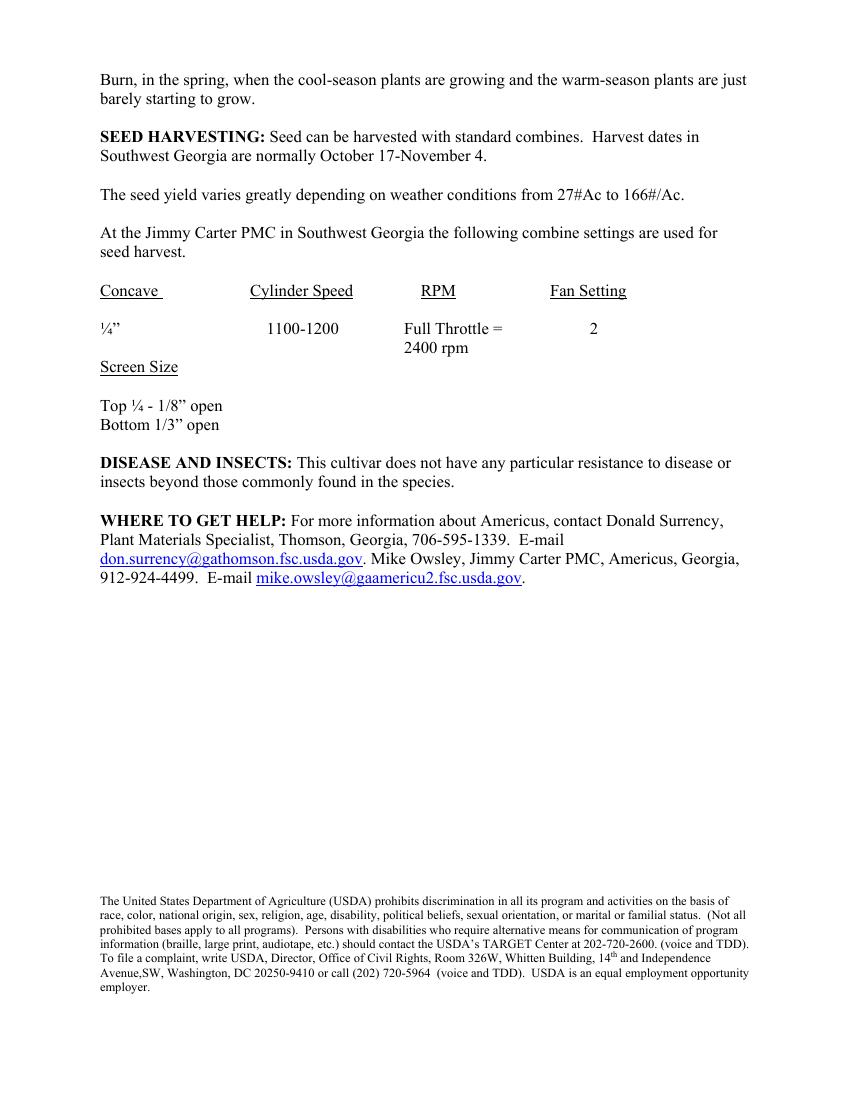 Burn, in the spring, when the cool-season plants are growing and the warm-season plants are just
barely starting to grow.
SEED HARVESTING: Seed can be harvested with standard combines.  Harvest dates in
Southwest Georgia are normally October 17-November 4.
The seed yield varies greatly depending on weather conditions from 27#Ac to 166#/Ac.
At the Jimmy Carter PMC in Southwest Georgia the following combine settings are used for
seed harvest.
Concave Cylinder Speed RPM Fan Setting
¼” 1100-1200 Full Throttle = 2
2400 rpm
Screen Size
Top ¼ - 1/8” open
Bottom 1/3” open
DISEASE AND INSECTS: This cultivar does not have any particular resistance to disease or
insects beyond those commonly found in the species.
WHERE TO GET HELP: For more information about Americus, contact Donald Surrency,
Plant Materials Specialist, Thomson, Georgia, 706-595-1339.  E-mail
don.surrency@gathomson.fsc.usda.gov. Mike Owsley, Jimmy Carter PMC, Americus, Georgia,
912-924-4499.  E-mail mike.owsley@gaamericu2.fsc.usda.gov.
The United States Department of Agriculture (USDA) prohibits discrimination in all its program and activities on the basis of
race, color, national origin, sex, religion, age, disability, political beliefs, sexual orientation, or marital or familial status.  (Not all
prohibited bases apply to all programs).  Persons with disabilities who require alternative means for communication of program
information (braille, large print, audiotape, etc.) should contact the USDA’s TARGET Center at 202-720-2600. (voice and TDD).
To file a complaint, write USDA, Director, Office of Civil Rights, Room 326W, Whitten Building, 14th and Independence
Avenue,SW, Washington, DC 20250-9410 or call (202) 720-5964  (voice and TDD).  USDA is an equal employment opportunity
employer.